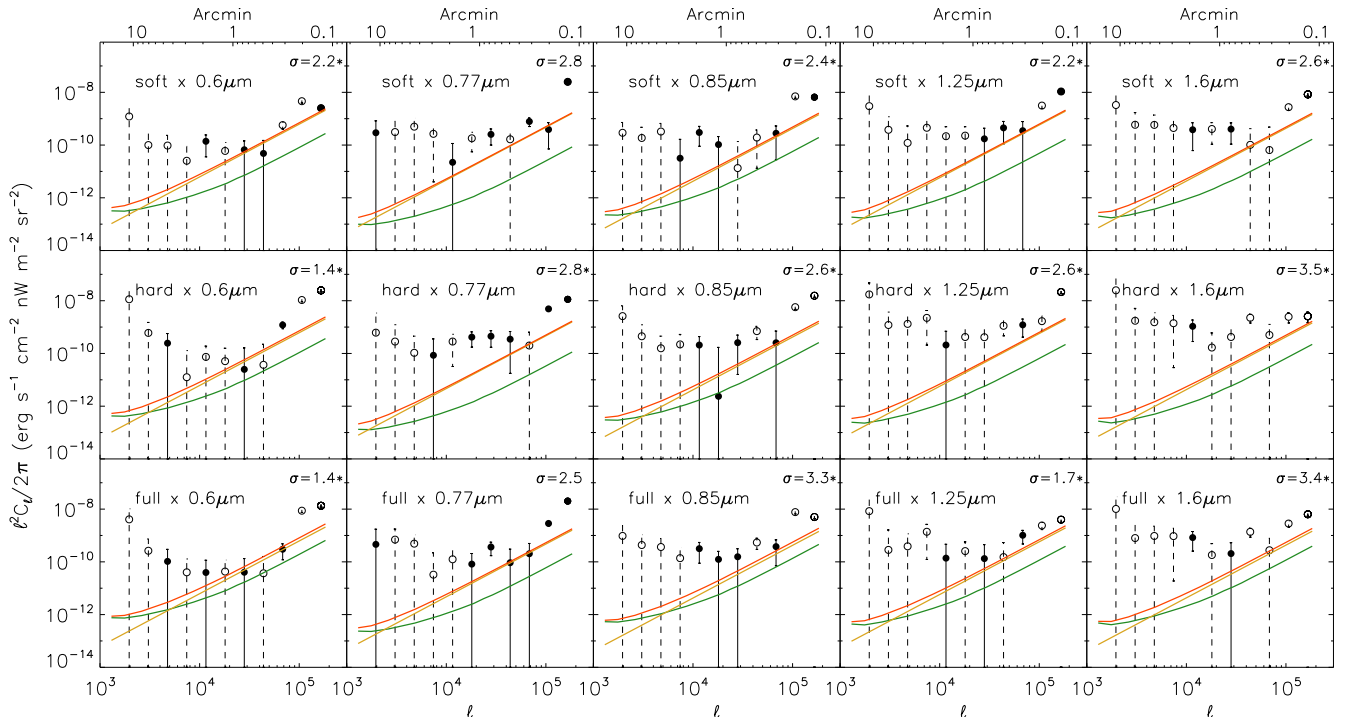 Arcmin Arcmin Arcmin Arcmin Arcmin
10 1 0.1 10 1 0.1 10 1 0.1 10 1 0.1 10 1 0.1
σ=2.2* σ=2.8 σ=2.4* σ=2.2* σ=2.6*
soft x 0.6μm soft x 0.77μm soft x 0.85μm soft x 1.25μm soft x 1.6μm
10⁻⁸
10⁻¹⁰
10⁻¹²
10⁻¹⁴
σ=1.4* σ=2.8* σ=2.6* σ=2.6* σ=3.5*
hard x 0.6μm hard x 0.77μm hard x 0.85μm hard x 1.25μm hard x 1.6μm
10⁻⁸
10⁻¹⁰
10⁻¹²
10⁻¹⁴
σ=1.4* σ=2.5 σ=3.3* σ=1.7* σ=3.4*
full x 0.6μm full x 0.77μm full x 0.85μm full x 1.25μm full x 1.6μm
10⁻⁸
10⁻¹⁰
10⁻¹²
10⁻¹⁴
ℓ²Cℓ/2π (erg s⁻¹ cm⁻² nW m⁻² sr⁻²)
10³ 10⁴ 10⁵ 10³ 10⁴ 10⁵ 10³ 10⁴ 10⁵ 10³ 10⁴ 10⁵ 10³ 10⁴ 10⁵
ℓ ℓ ℓ ℓ ℓ